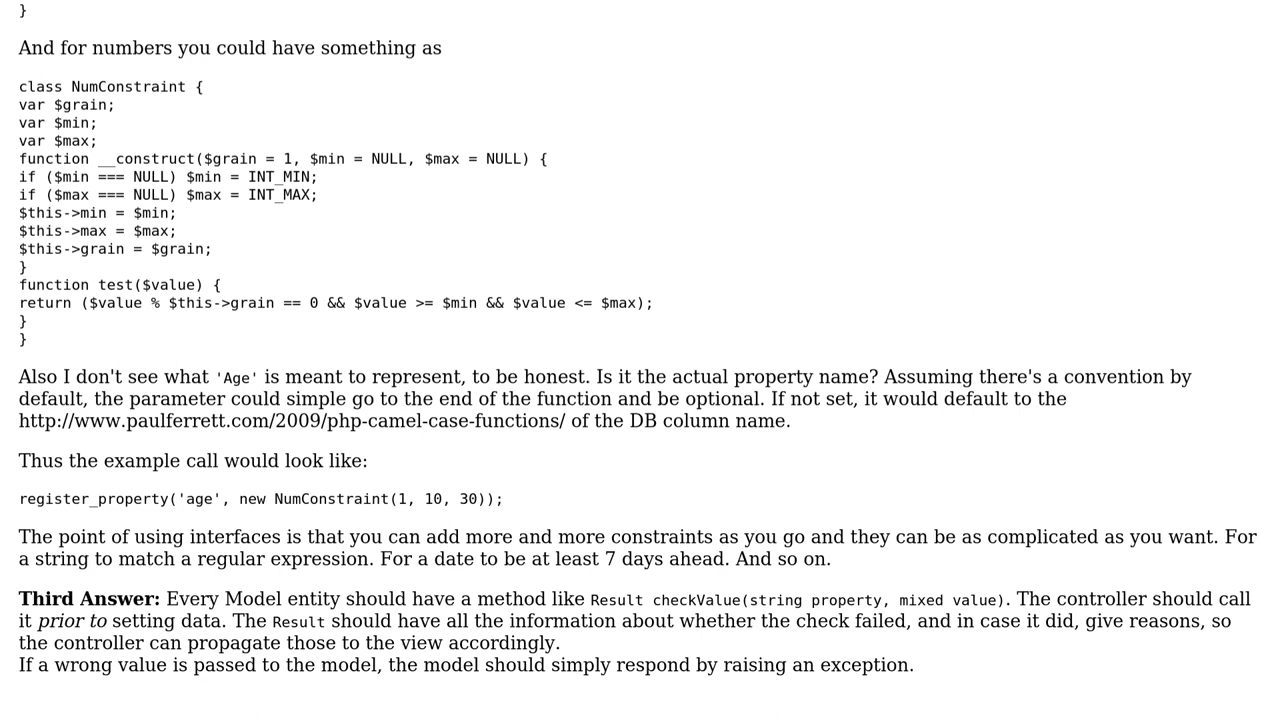 }
And for numbers you could have something as
class NumConstraint {
var $grain;
var $min;
var $max;
function __construct($grain = 1, $min = NULL, $max = NULL) {
if ($min === NULL) $min = INT_MIN;
if ($max === NULL) $max = INT_MAX;
$this->min = $min;
$this->max = $max;
$this->grain = $grain;
}
function test($value) {
return ($value % $this->grain == 0 && $value >= $min && $value <= $max);
}
}
Also I don't see what 'Age' is meant to represent, to be honest. Is it the actual property name? Assuming there's a convention by
default, the parameter could simple go to the end of the function and be optional. If not set, it would default to the
http://www.paulferrett.com/2009/php-camel-case-functions/ of the DB column name.
Thus the example call would look like:
register_property('age', new NumConstraint(1, 10, 30));
The point of using interfaces is that you can add more and more constraints as you go and they can be as complicated as you want. For
a string to match a regular expression. For a date to be at least 7 days ahead. And so on.
Third Answer: Every Model entity should have a method like Result checkValue(string property, mixed value). The controller should call
it prior to setting data. The Result should have all the information about whether the check failed, and in case it did, give reasons, so
the controller can propagate those to the view accordingly.
If a wrong value is passed to the model, the model should simply respond by raising an exception.